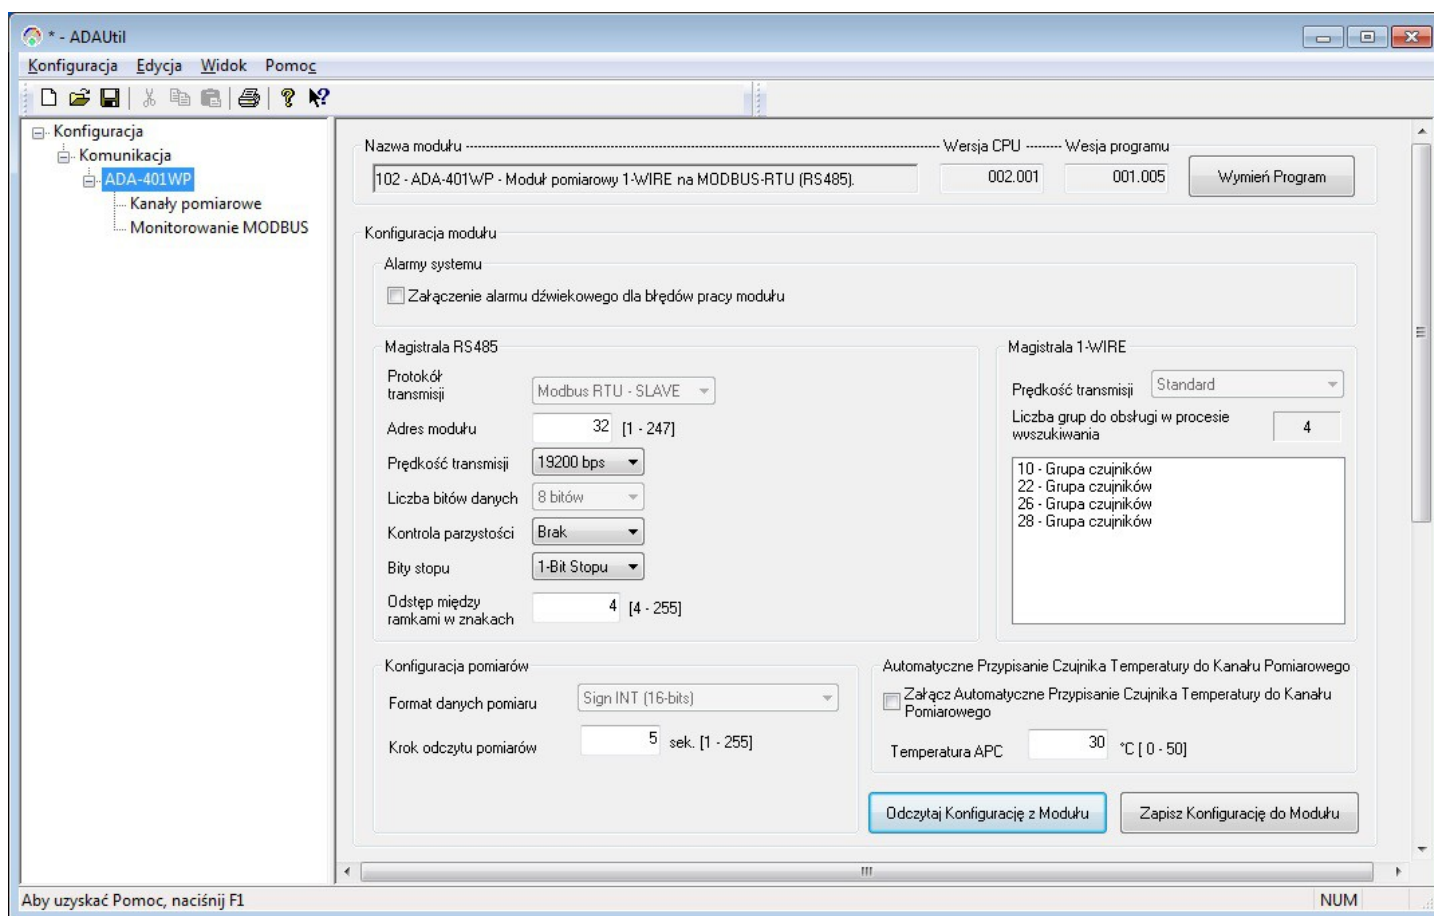 * - ADAUtil
Konfiguracja Edycja Widok Pomoc
Konfiguracja
Komunikacja
ADA-401WP
Kanały pomiarowe
Monitorowanie MODBUS
Nazwa modułu Wersja CPU Wesja programu
102 - ADA-401WP - Moduł pomiarowy 1-WIRE na MODBUS-RTU (RS485). 002.001 001.005 Wymień Program
Konfiguracja modułu
Alarmy systemu
Załączenie alarmu dźwiekowego dla błędów pracy modułu
Magistrala RS485
Protokół
transmisji
Modbus RTU - SLAVE
Adres modułu 32 [1 - 247]
Prędkość transmisji 19200 bps
Liczba bitów danych 8 bitów
Kontrola parzystości Brak
Bity stopu 1-Bit Stopu
Odstęp między
ramkami w znakach
4 [4 - 255]
Magistrala 1-WIRE
Prędkość transmisji Standard
Liczba grup do obsługi w procesie
wyszukiwania
4
10 - Grupa czujników
22 - Grupa czujników
26 - Grupa czujników
28 - Grupa czujników
Konfiguracja pomiarów
Format danych pomiaru Sign INT (16-bits)
Krok odczytu pomiarów 5 sek. [1 - 255]
Automatyczne Przypisanie Czujnika Temperatury do Kanału Pomiarowego
Załącz Automatyczne Przypisanie Czujnika Temperatury do Kanału
Pomiarowego
Temperatura APC 30 °C [ 0 - 50]
Odczytaj Konfigurację z Modułu Zapisz Konfigurację do Modułu
Aby uzyskać Pomoc, naciśnij F1 NUM